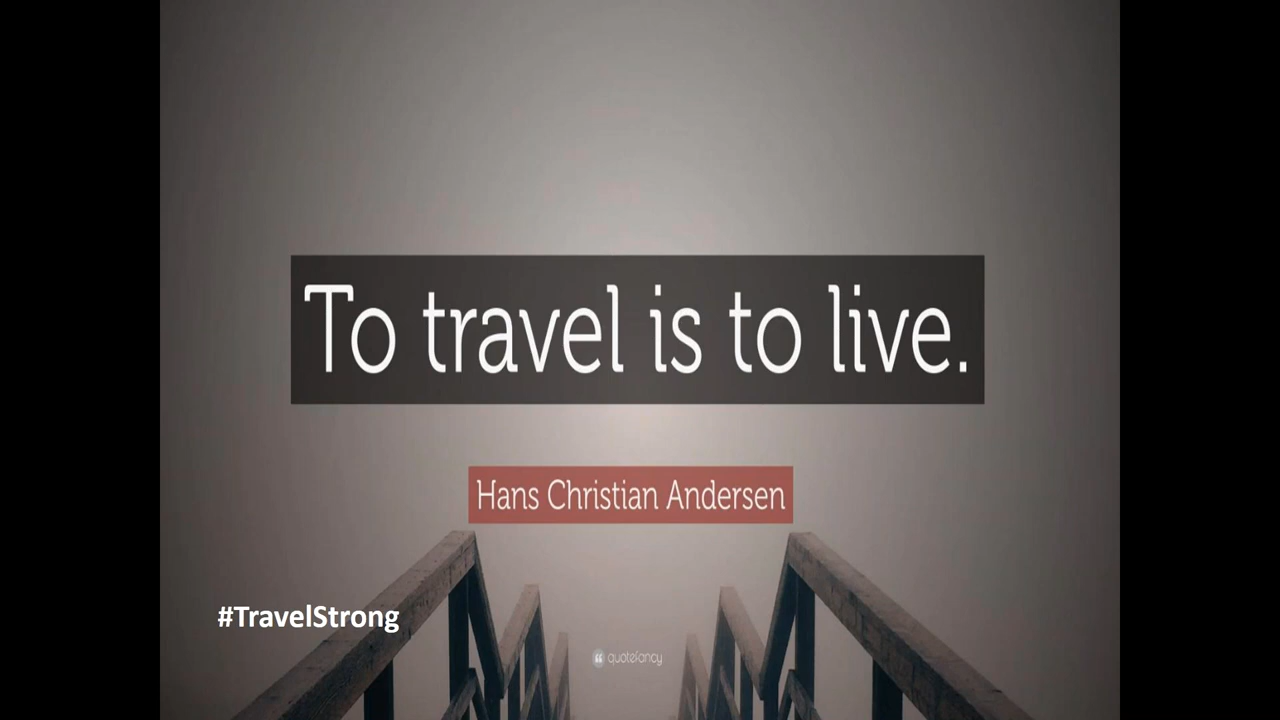 To travel is to live.
Hans Christian Andersen
#TravelStrong
quotefancy